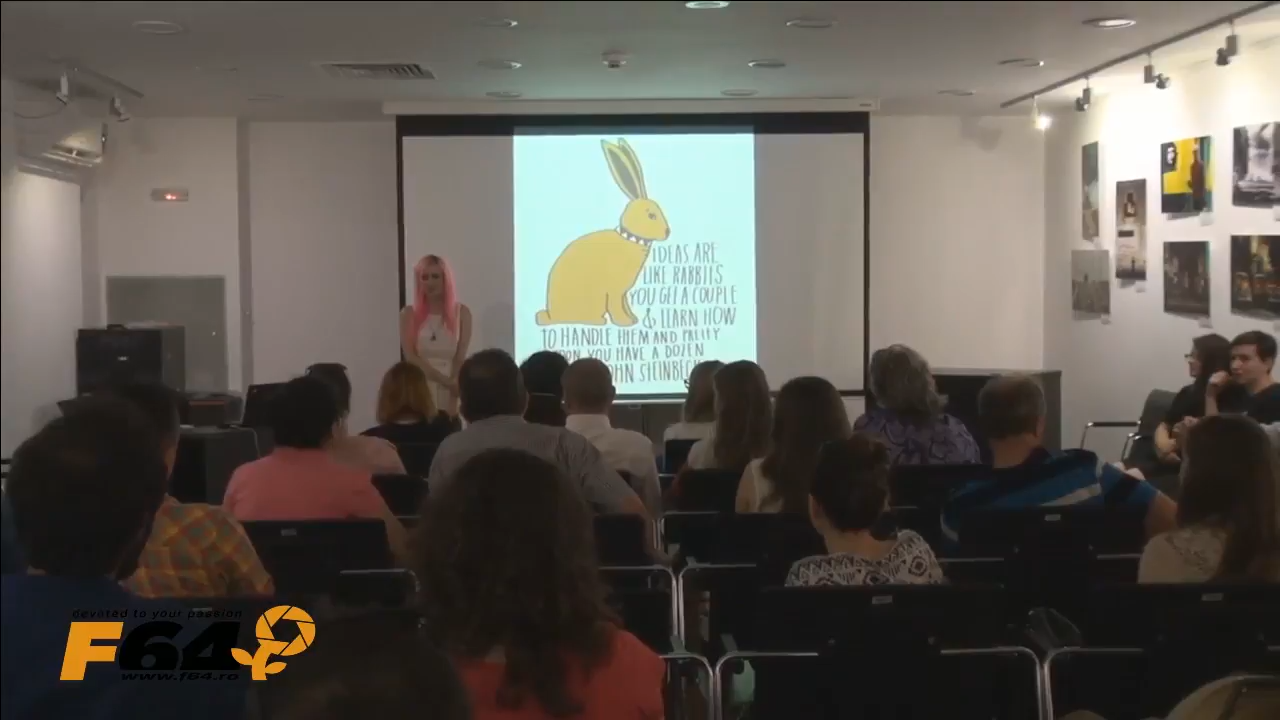 IDEAS ARE
LIKE RABBITS
YOU GET A COUPLE
& LEARN HOW
TO HANDLE THEM AND PRETTY
YOU HAVE A DOZEN
JOHN STEINBECK
devoted to your passion
F64
www.f64.ro